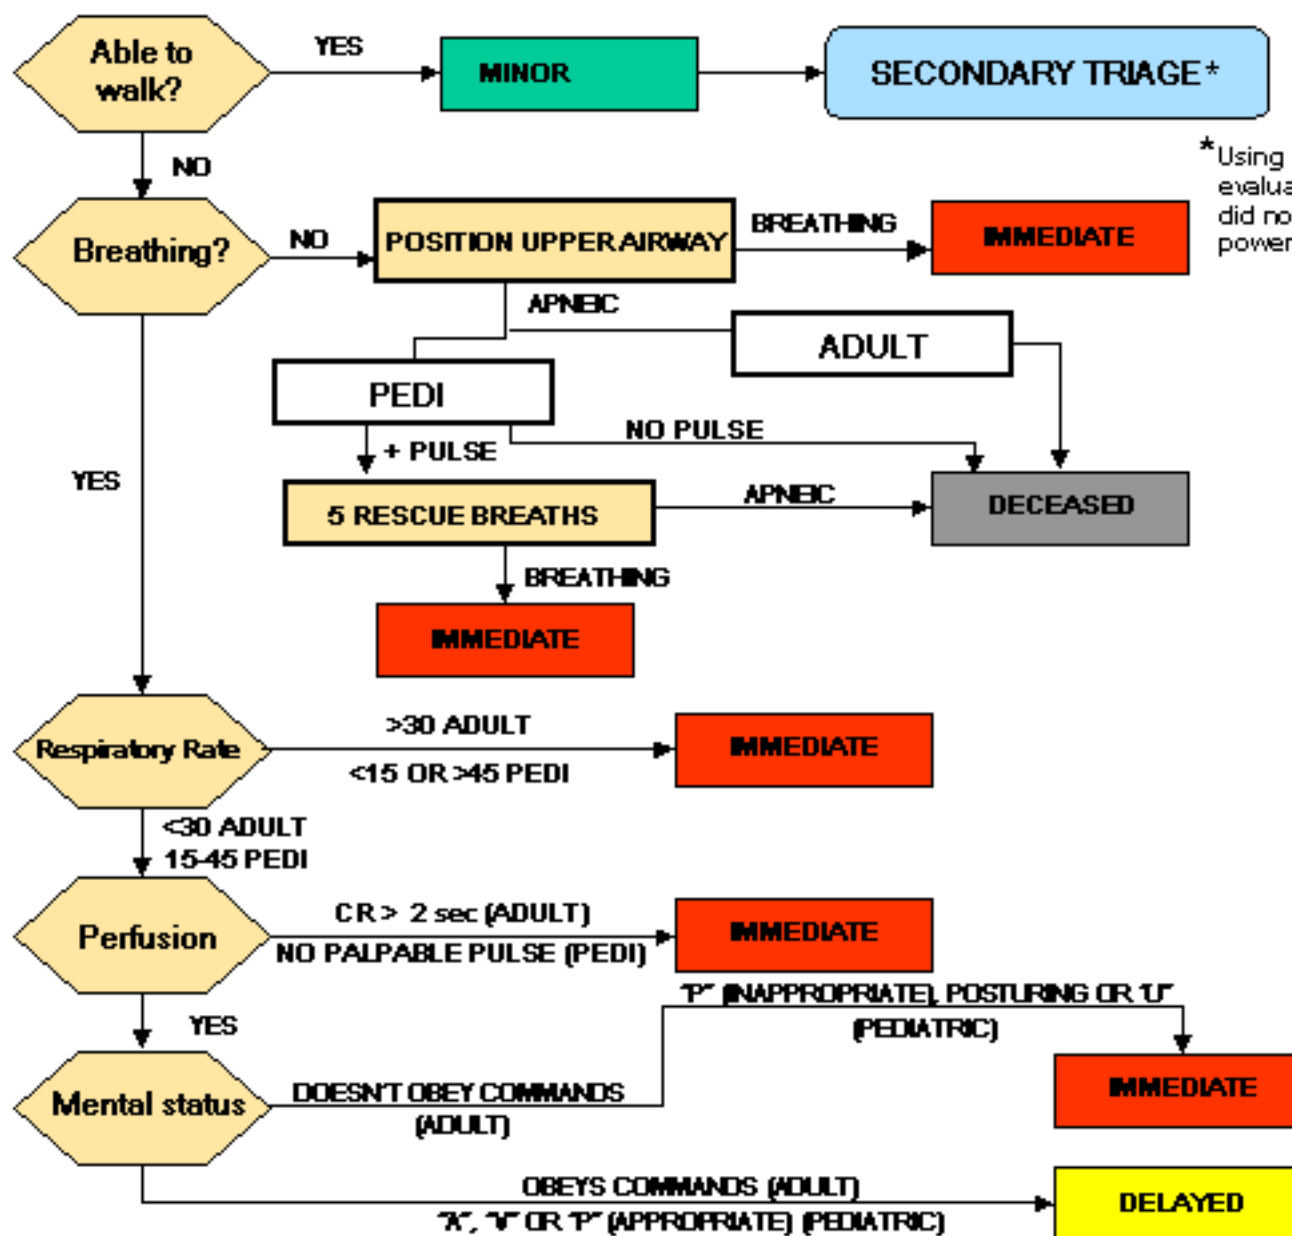 Able to
walk?
YES
MINOR
SECONDARY TRIAGE*
NO
*Using
evalua
did no
power
Breathing?
NO
POSITION UPPER AIRWAY
BREATHING
IMMEDIATE
APNEIC
ADULT
PEDI
NO PULSE
+ PULSE
YES
5 RESCUE BREATHS
APNEIC
DECEASED
BREATHING
IMMEDIATE
Respiratory Rate
>30 ADULT
<15 OR >45 PEDI
IMMEDIATE
<30 ADULT
15-45 PEDI
Perfusion
CR > 2 sec (ADULT)
NO PALPABLE PULSE (PEDI)
IMMEDIATE
YES
"P" (INAPPROPRIATE), POSTURING OR "U"
(PEDIATRIC)
Mental status
DOESN'T OBEY COMMANDS
(ADULT)
IMMEDIATE
OBEYS COMMANDS (ADULT)
"A", "V" OR "P" (APPROPRIATE) (PEDIATRIC)
DELAYED